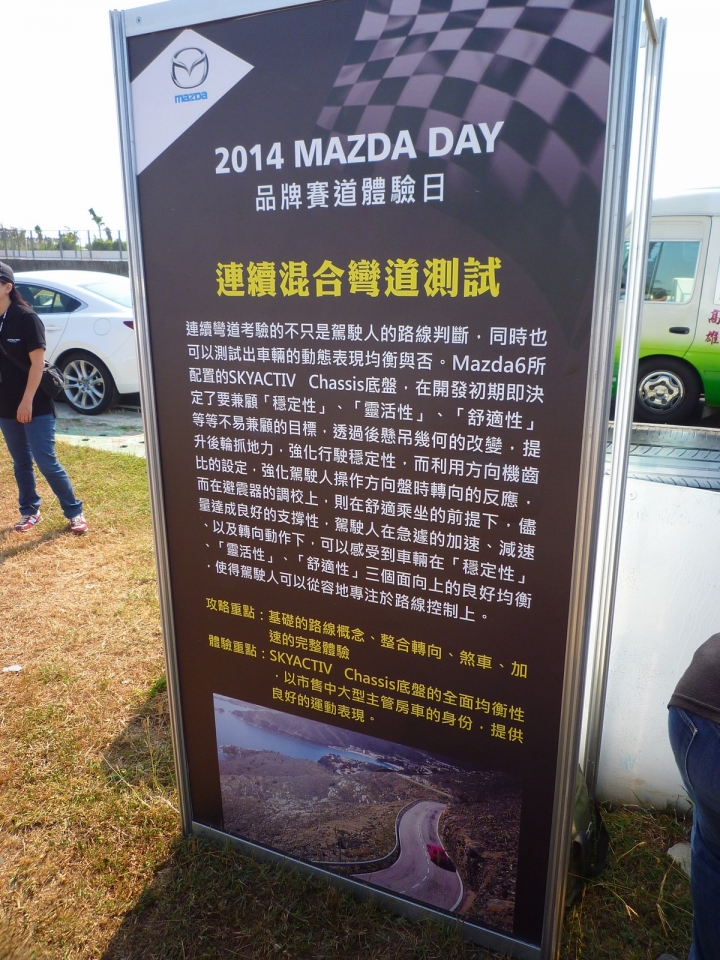 mazda
2014 MAZDA DAY
品牌賽道體驗日
連續混合彎道測試
連續彎道考驗的不只是駕駛人的路線判斷，同時也
可以測試出車輛的動態表現均衡與否。Mazda6所
配置的SKYACTIV Chassis底盤，在開發初期即決
定了要兼顧「穩定性」、「靈活性」、「舒適性」
等等不易兼顧的目標，透過後懸吊幾何的改變，提
升後輪抓地力，強化行駛穩定性，而利用方向機齒
比的設定，強化駕駛人操作方向盤時轉向的反應，
而在避震器的調校上，則在舒適乘坐的前提下，儘
量達成良好的支撐性，駕駛人在急遽的加速、減速
、以及轉向動作下，可以感受到車輛在「穩定性」
、「靈活性」、「舒適性」三個面向上的良好均衡
，使得駕駛人可以從容地專注於路線控制上。
攻略重點：基礎的路線概念、整合轉向、煞車、加
速的完整體驗
體驗重點：SKYACTIV Chassis底盤的全面均衡性
，以市售中大型主管房車的身份，提供
良好的運動表現。
高雄